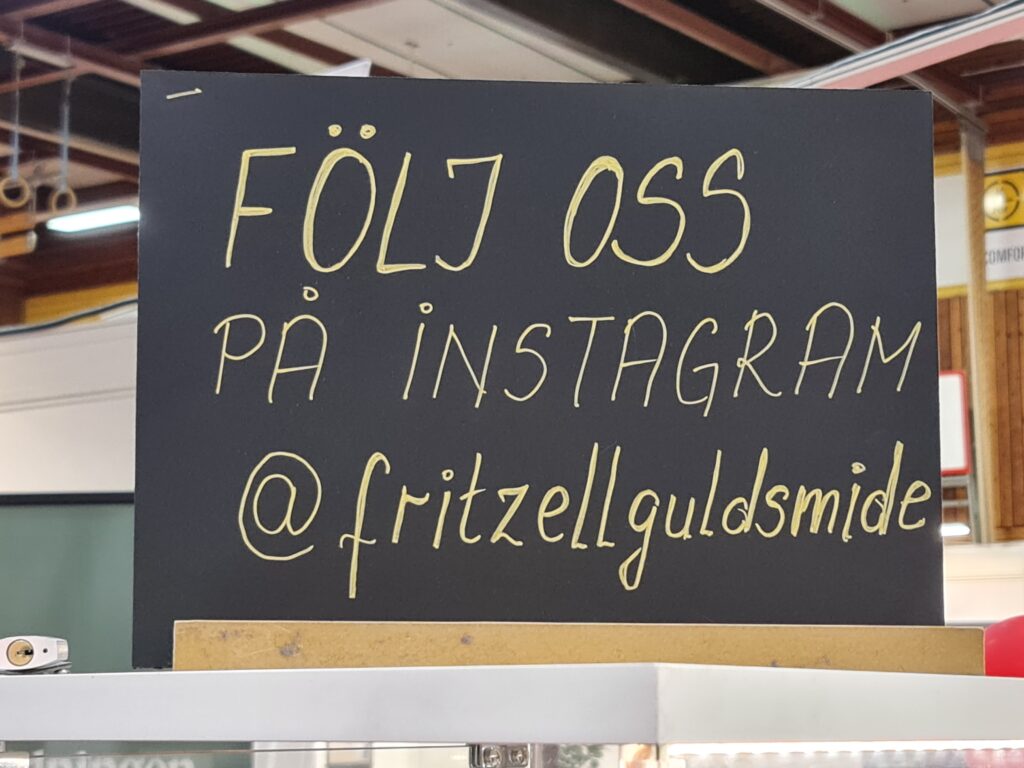 FÖLJ OSS
PÅ INSTAGRAM
@fritzellguldsmide